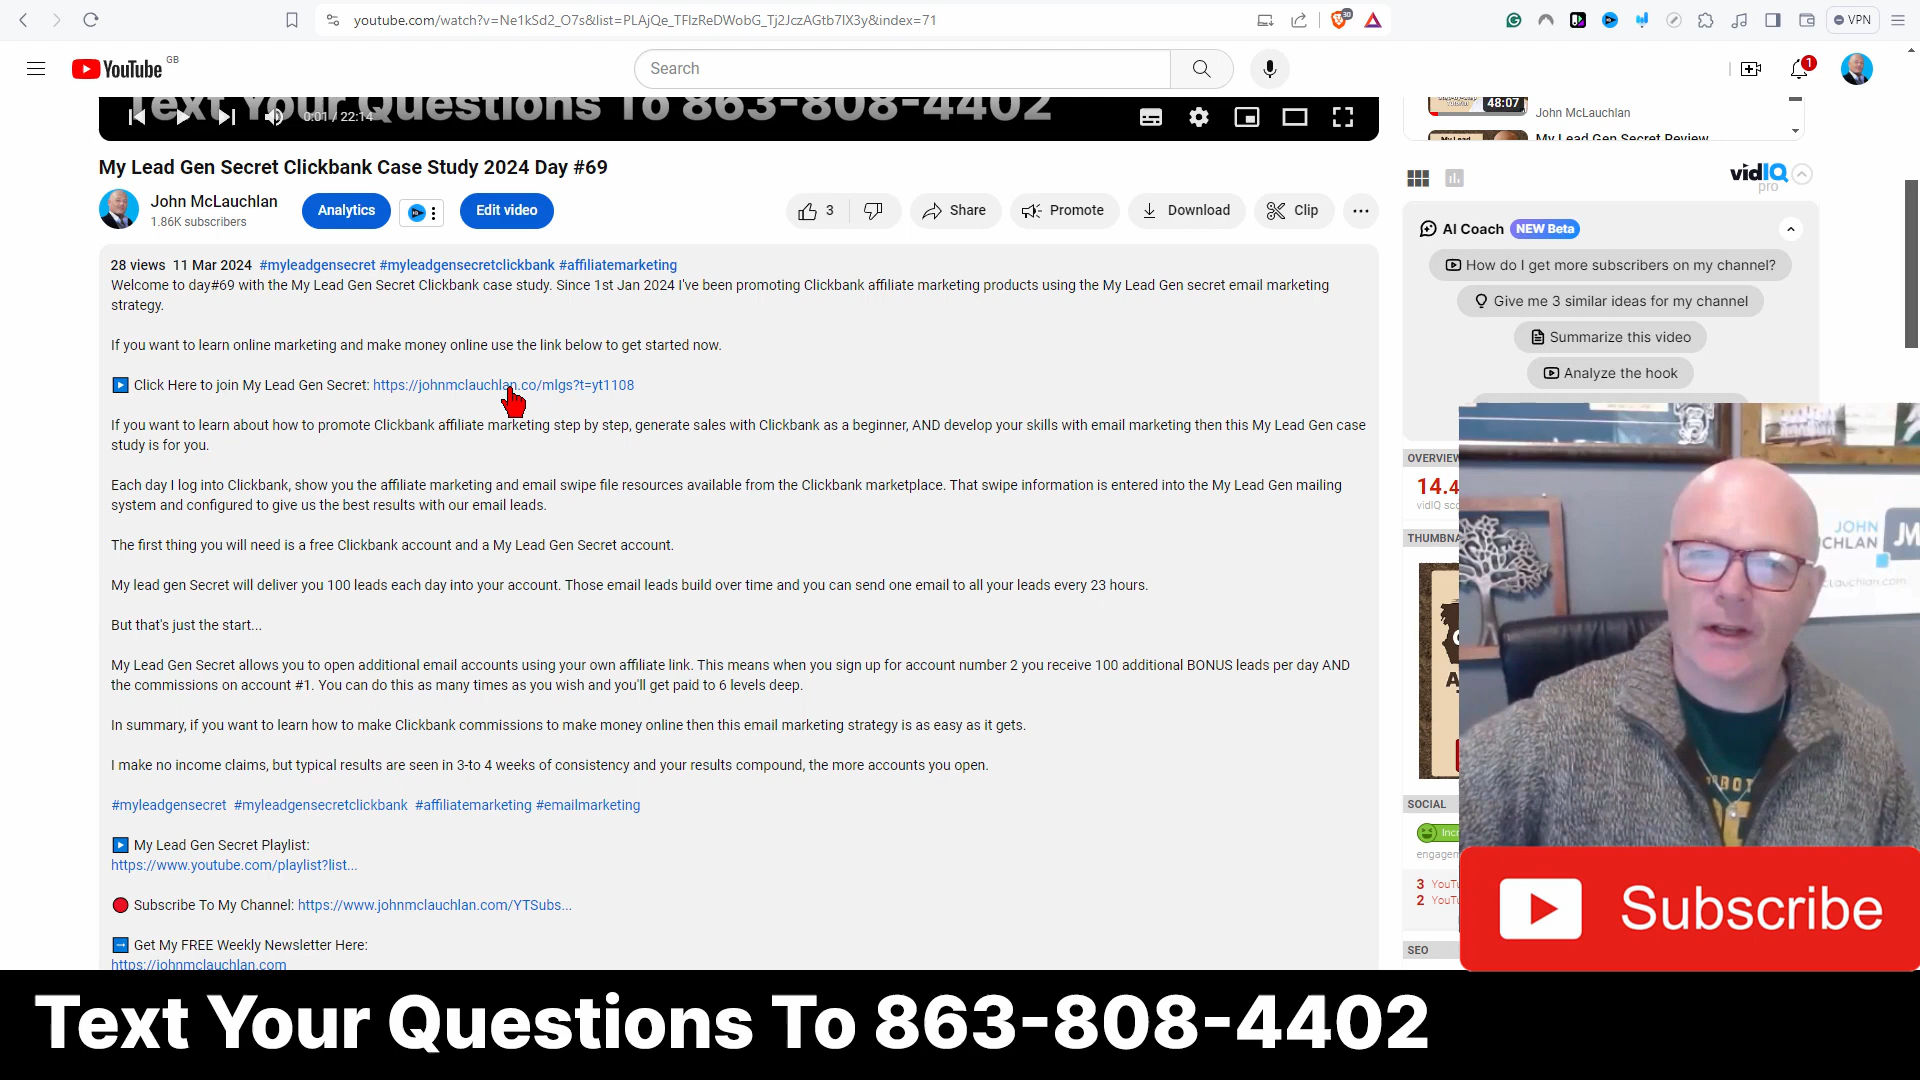 youtube.com/watch?v=Ne1kSd2_O7s&list=PLAjQe_TFlzReDWobG_Tj2JczAGtb7lX3y&index=71
30
VPN
YouTube GB
Search
1
Text Your Questions To 863-808-4402
0:01 / 22:14
48:07
John McLauchlan
My Lead Gen Secret Review
My Lead Gen Secret Clickbank Case Study 2024 Day #69
John McLauchlan
1.86K subscribers
Analytics
Edit video
3
Share
Promote
Download
Clip
vidIQ
pro
AI Coach NEW Beta
How do I get more subscribers on my channel?
Give me 3 similar ideas for my channel
Summarize this video
Analyze the hook
28 views 11 Mar 2024 #myleadgensecret #myleadgensecretclickbank #affiliatemarketing
Welcome to day#69 with the My Lead Gen Secret Clickbank case study. Since 1st Jan 2024 I've been promoting Clickbank affiliate marketing products using the My Lead Gen secret email marketing
strategy.
If you want to learn online marketing and make money online use the link below to get started now.
Click Here to join My Lead Gen Secret: https://johnmclauchlan.co/mlgs?t=yt1108
If you want to learn about how to promote Clickbank affiliate marketing step by step, generate sales with Clickbank as a beginner, AND develop your skills with email marketing then this My Lead Gen case
study is for you.
Each day I log into Clickbank, show you the affiliate marketing and email swipe file resources available from the Clickbank marketplace. That swipe information is entered into the My Lead Gen mailing
system and configured to give us the best results with our email leads.
The first thing you will need is a free Clickbank account and a My Lead Gen Secret account.
My lead gen Secret will deliver you 100 leads each day into your account. Those email leads build over time and you can send one email to all your leads every 23 hours.
But that's just the start...
My Lead Gen Secret allows you to open additional email accounts using your own affiliate link. This means when you sign up for account number 2 you receive 100 additional BONUS leads per day AND
the commissions on account #1. You can do this as many times as you wish and you'll get paid to 6 levels deep.
In summary, if you want to learn how to make Clickbank commissions to make money online then this email marketing strategy is as easy as it gets.
I make no income claims, but typical results are seen in 3-to 4 weeks of consistency and your results compound, the more accounts you open.
#myleadgensecret #myleadgensecretclickbank #affiliatemarketing #emailmarketing
My Lead Gen Secret Playlist:
https://www.youtube.com/playlist?list...
Subscribe To My Channel: https://www.johnmclauchlan.com/YTSubs...
Get My FREE Weekly Newsletter Here:
https://johnmclauchlan.com
OVERVIEW
14.4
vidIQ sco
THUMBNA
SOCIAL
Inc
engagem
3 YouTu
2 YouTu
SEO
JOHN
CHLAN
JM
Subscribe
Text Your Questions To 863-808-4402